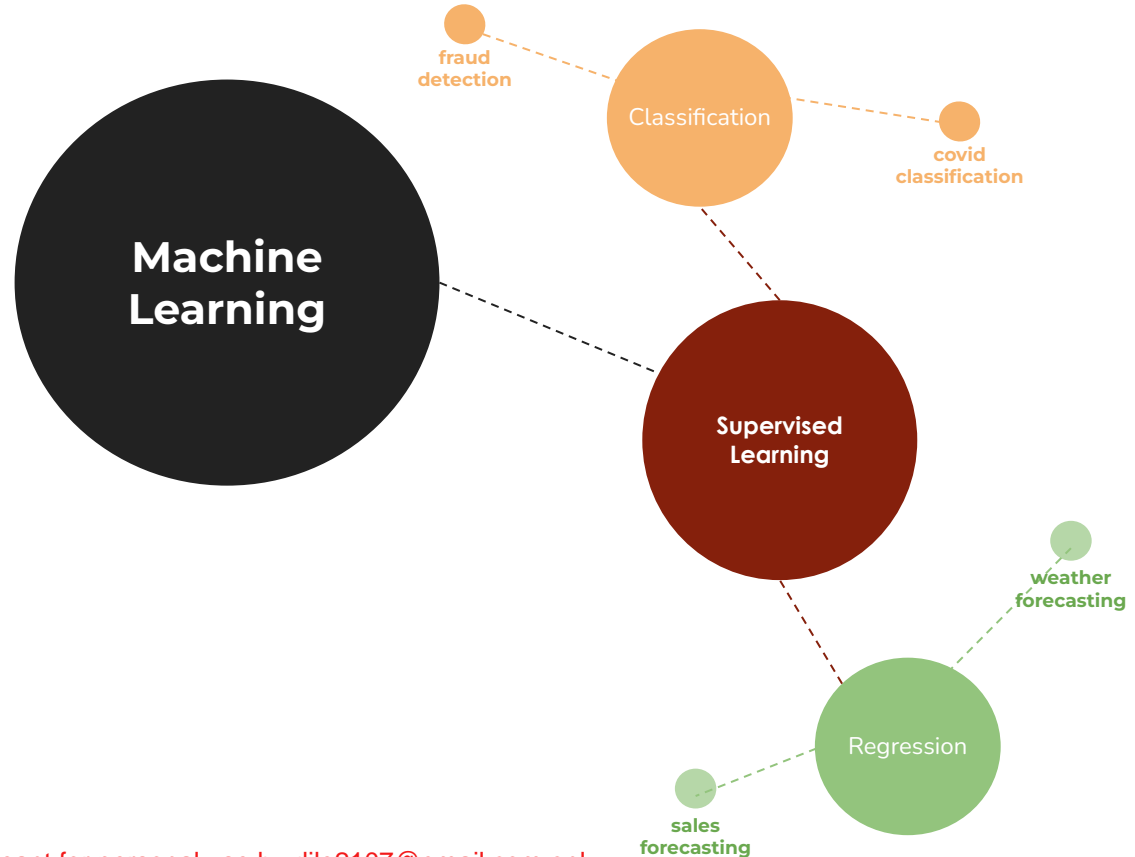 fraud
detection
Classification
covid
classification
Machine
Learning
Supervised
Learning
weather
forecasting
Regression
sales
forecasting